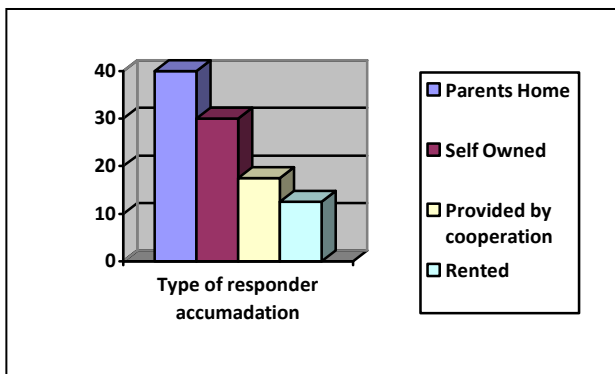 40
30
20
10
0
Type of responder
accumadation
Parents Home
Self Owned
Provided by
cooperation
Rented